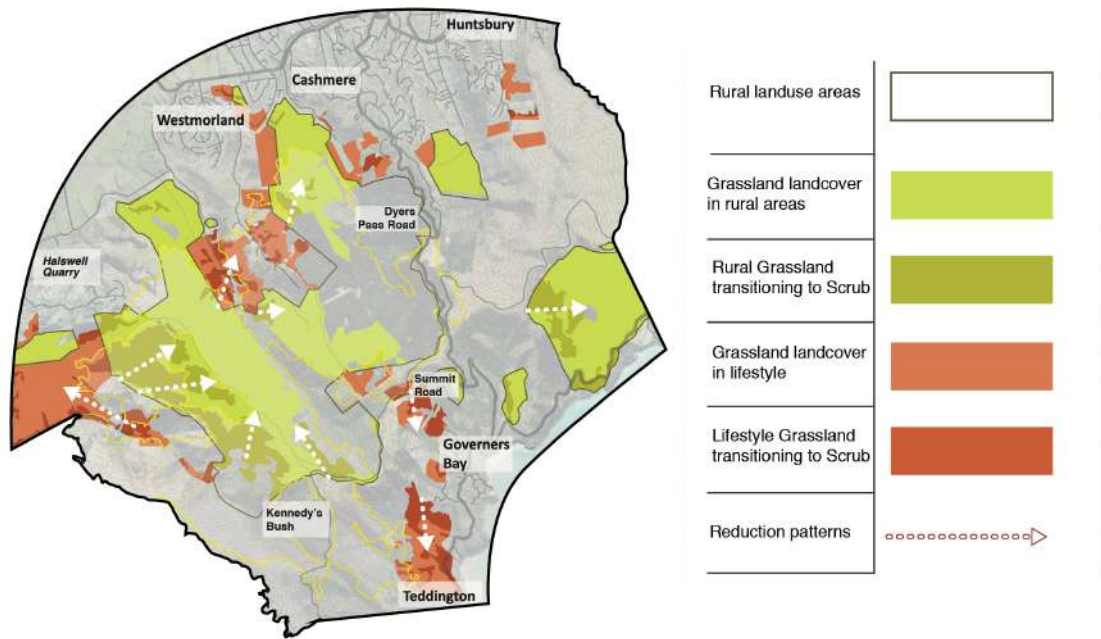 Huntsbury
Cashmere
Westmorland
Dyers
Pass Road
Halswell
Quarry
Summit
Road
Governers
Bay
Kennedy's
Bush
Teddington
Rural landuse areas
Grassland landcover
in rural areas
Rural Grassland
transitioning to Scrub
Grassland landcover
in lifestyle
Lifestyle Grassland
transitioning to Scrub
Reduction patterns